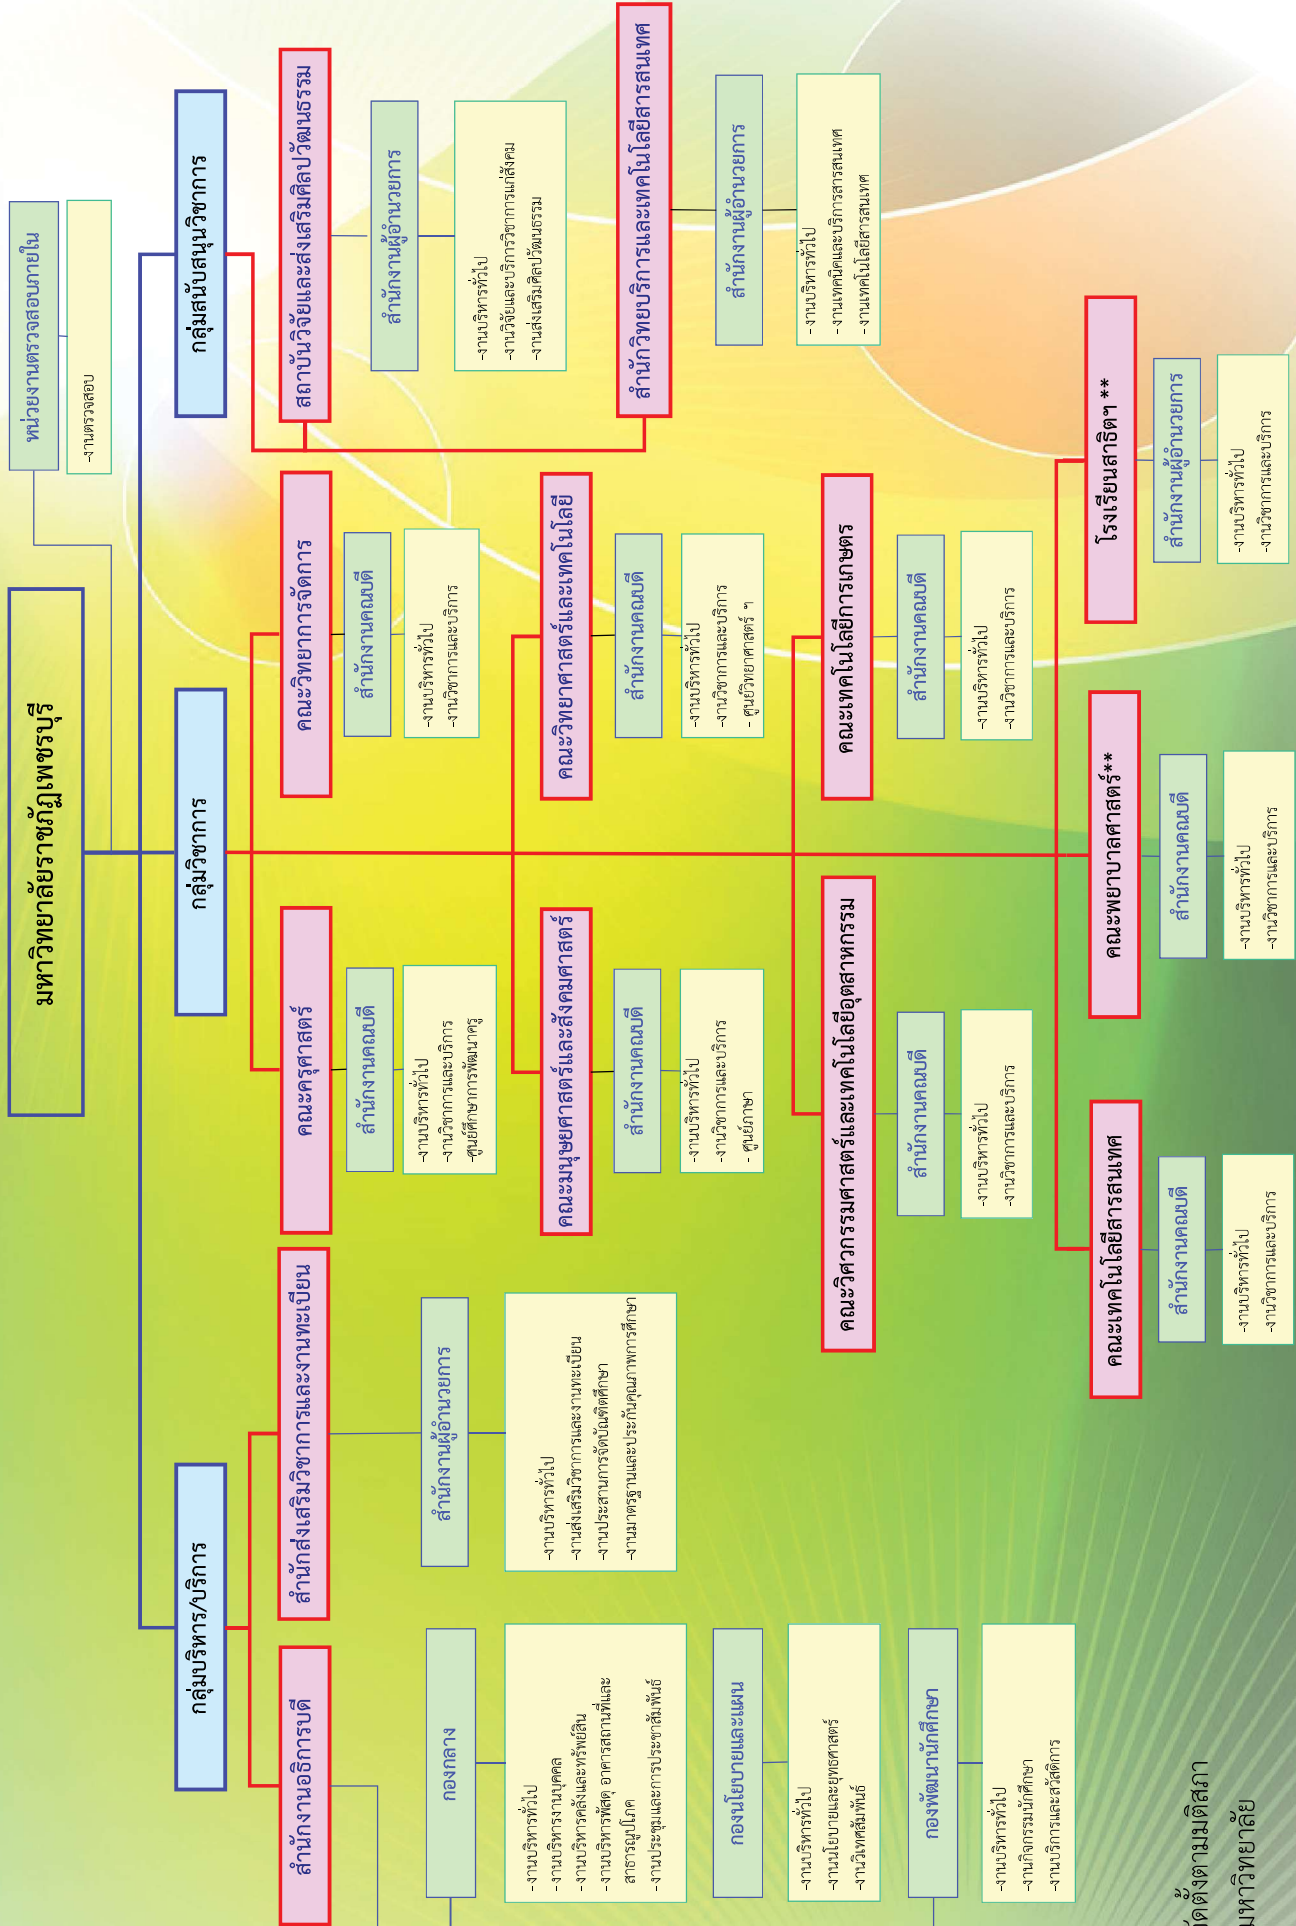 มหาวิทยาลัยราชภัฏเพชรบุรี
หน่วยงานตรวจสอบภายใน
-งานตรวจสอบ
กลุ่มบริหาร/บริการ
กลุ่มวิชาการ
กลุ่มสนับสนุนวิชาการ
สำนักงานอธิการบดี
กองกลาง
- งานบริหารทั่วไป
- งานบริหารงานบุคคล
- งานบริหารคลังและทรัพย์สิน
- งานบริหารพัสดุ อาคารสถานที่และ
สาธารณูปโภค
- งานประชุมและการประชาสัมพันธ์
กองนโยบายและแผน
-งานบริหารทั่วไป
-งานนโยบายและยุทธศาสตร์
-งานวิเทศสัมพันธ์
กองพัฒนานักศึกษา
-งานบริหารทั่วไป
-งานกิจกรรมนักศึกษา
-งานบริการและสวัสดิการ
สำนักส่งเสริมวิชาการและงานทะเบียน
สำนักงานผู้อำนวยการ
-งานบริหารทั่วไป
-งานส่งเสริมวิชาการและงานทะเบียน
-งานประสานการจัดบัณฑิตศึกษา
-งานมาตรฐานและประกันคุณภาพการศึกษา
คณะครุศาสตร์
สำนักงานคณบดี
-งานบริหารทั่วไป
-งานวิชาการและบริการ
-ศูนย์ศึกษาการพัฒนาครู
คณะวิทยาการจัดการ
สำนักงานคณบดี
-งานบริหารทั่วไป
-งานวิชาการและบริการ
คณะมนุษยศาสตร์และสังคมศาสตร์
สำนักงานคณบดี
-งานบริหารทั่วไป
-งานวิชาการและบริการ
- ศูนย์ภาษา
คณะวิทยาศาสตร์และเทคโนโลยี
สำนักงานคณบดี
-งานบริหารทั่วไป
-งานวิชาการและบริการ
- ศูนย์วิทยาศาสตร์ ฯ
คณะวิศวกรรมศาสตร์และเทคโนโลยีอุตสาหกรรม
สำนักงานคณบดี
-งานบริหารทั่วไป
-งานวิชาการและบริการ
คณะเทคโนโลยีการเกษตร
สำนักงานคณบดี
-งานบริหารทั่วไป
-งานวิชาการและบริการ
คณะเทคโนโลยีสารสนเทศ
สำนักงานคณบดี
-งานบริหารทั่วไป
-งานวิชาการและบริการ
คณะพยาบาลศาสตร์**
สำนักงานคณบดี
-งานบริหารทั่วไป
-งานวิชาการและบริการ
โรงเรียนสาธิตฯ **
สำนักงานผู้อำนวยการ
-งานบริหารทั่วไป
-งานวิชาการและบริการ
สถาบันวิจัยและส่งเสริมศิลปวัฒนธรรม
สำนักงานผู้อำนวยการ
-งานบริหารทั่วไป
-งานวิจัยและบริการวิชาการแก่สังคม
-งานส่งเสริมศิลปวัฒนธรรม
สำนักวิทยบริการและเทคโนโลยีสารสนเทศ
สำนักงานผู้อำนวยการ
- งานบริหารทั่วไป
-งานเทคนิคและบริการสารสนเทศ
-งานเทคโนโลยีสารสนเทศ
จัดตั้งตามมติสภา
มหาวิทยาลัย